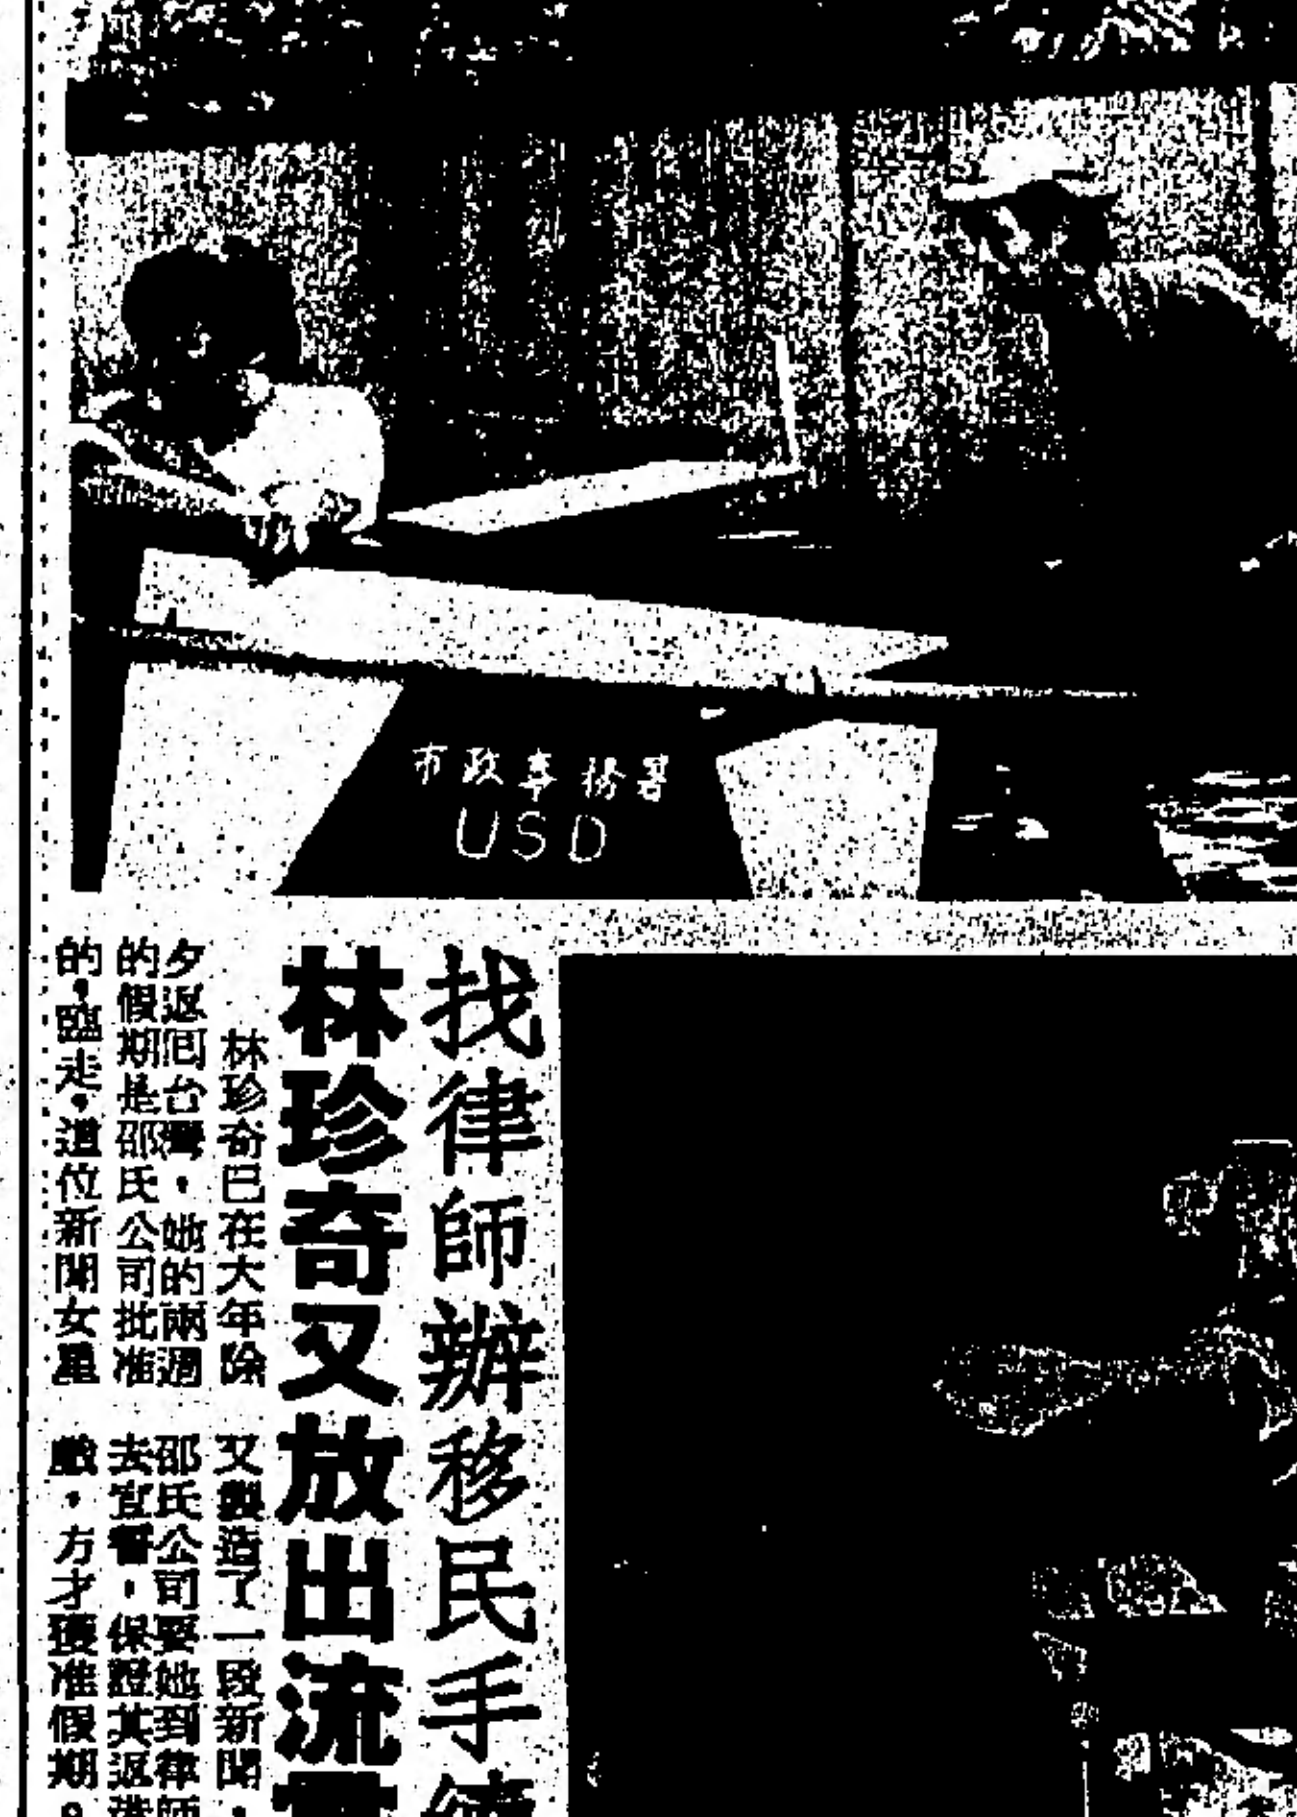 市政事務署
USD
找律師辦移民手續
林珍奇又放出流
林珍奇已在大年除
夕返回台灣，她的兩週
的假期是邵氏公司批准
的，臨走，這位新聞女星
又製造了一段新聞，
邵氏公司要她到律師
去宣誓，保證其返港
戲，方才獲准假期。